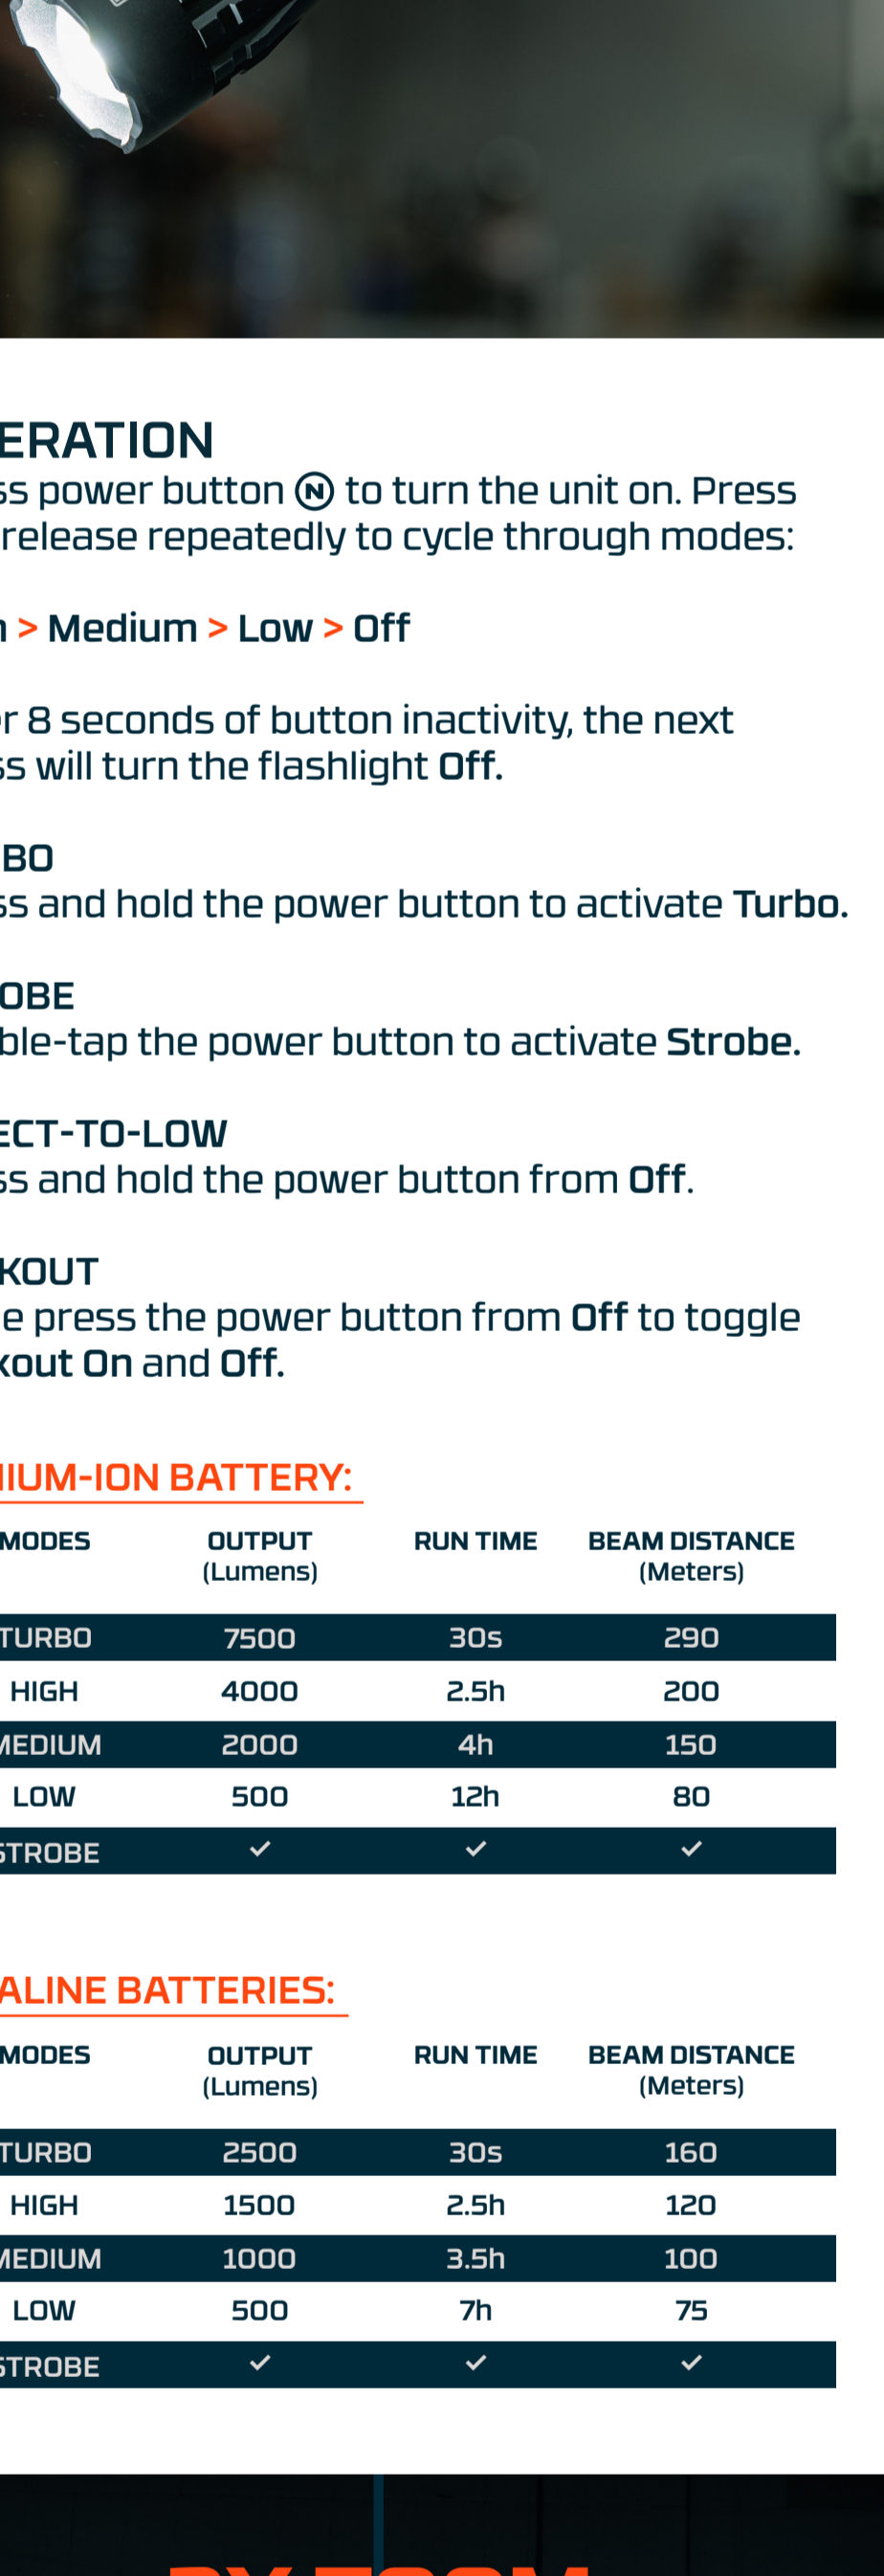 ERATION
ss power button N to turn the unit on. Press
release repeatedly to cycle through modes:
> Medium > Low > Off
r 8 seconds of button inactivity, the next
ss will turn the flashlight Off.
BO
ss and hold the power button to activate Turbo.
OBE
ble-tap the power button to activate Strobe.
ECT-TO-LOW
ss and hold the power button from Off.
KOUT
e press the power button from Off to toggle
kout On and Off.
IUM-ION BATTERY:
MODES OUTPUT RUN TIME BEAM DISTANCE
(Lumens) (Meters)
TURBO 7500 30s 290
HIGH 4000 2.5h 200
MEDIUM 2000 4h 150
LOW 500 12h 80
STROBE ✓ ✓ ✓
ALINE BATTERIES:
MODES OUTPUT RUN TIME BEAM DISTANCE
(Lumens) (Meters)
TURBO 2500 30s 160
HIGH 1500 2.5h 120
MEDIUM 1000 3.5h 100
LOW 500 7h 75
STROBE ✓ ✓ ✓